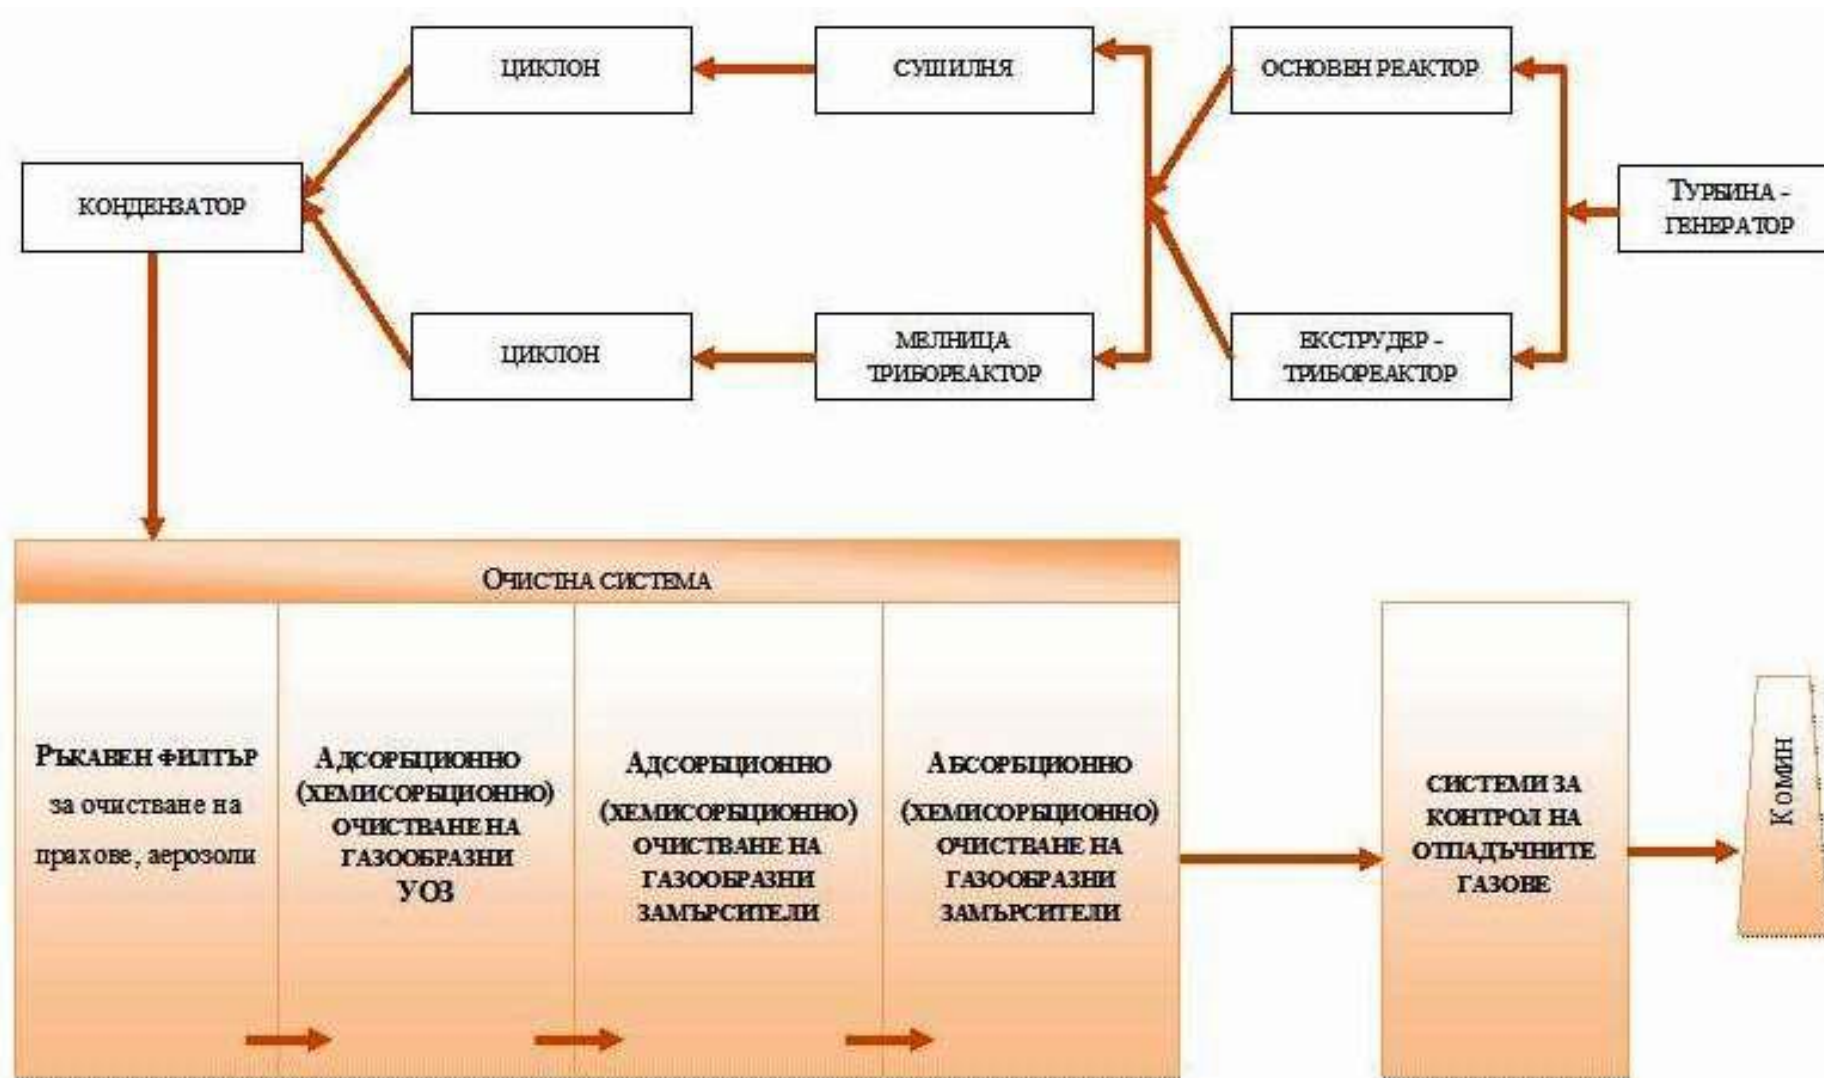 ЦИКЛОН
СУШИЛНЯ
ОСНОВЕН РЕАКТОР
КОНДЕНЗАТОР
ТУРБИНА -
ГЕНЕРАТОР
ЦИКЛОН
МЕЛНИЦА
ТРИБОРЕАКТОР
ЕКСТРУДЕР -
ТРИБОРЕАКТОР
ОЧИСТНА СИСТЕМА
РЪКАВЕН ФИЛТЪР
за очистване на
прахове, аерозоли
АДСОРБЦИОННО
(ХЕМИСОРБЦИОННО)
ОЧИСТВАНЕ НА
ГАЗООБРАЗНИ
УОЗ
АДСОРБЦИОННО
(ХЕМИСОРБЦИОННО)
ОЧИСТВАНЕ НА
ГАЗООБРАЗНИ
ЗАМЪРСИТЕЛИ
АБСОРБЦИОННО
(ХЕМИСОРБЦИОННО)
ОЧИСТВАНЕ НА
ГАЗООБРАЗНИ
ЗАМЪРСИТЕЛИ
СИСТЕМИ ЗА
КОНТРОЛ НА
ОТПАДЪЧНИТЕ
ГАЗОВЕ
Комин